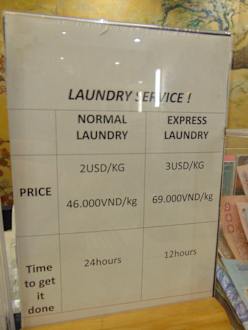 LAUNDRY SERVICE !
NORMAL LAUNDRY
EXPRESS LAUNDRY
PRICE
2USD/KG
3USD/KG
46.000VND/kg
69.000VND/kg
Time to get it done
24hours
12hours